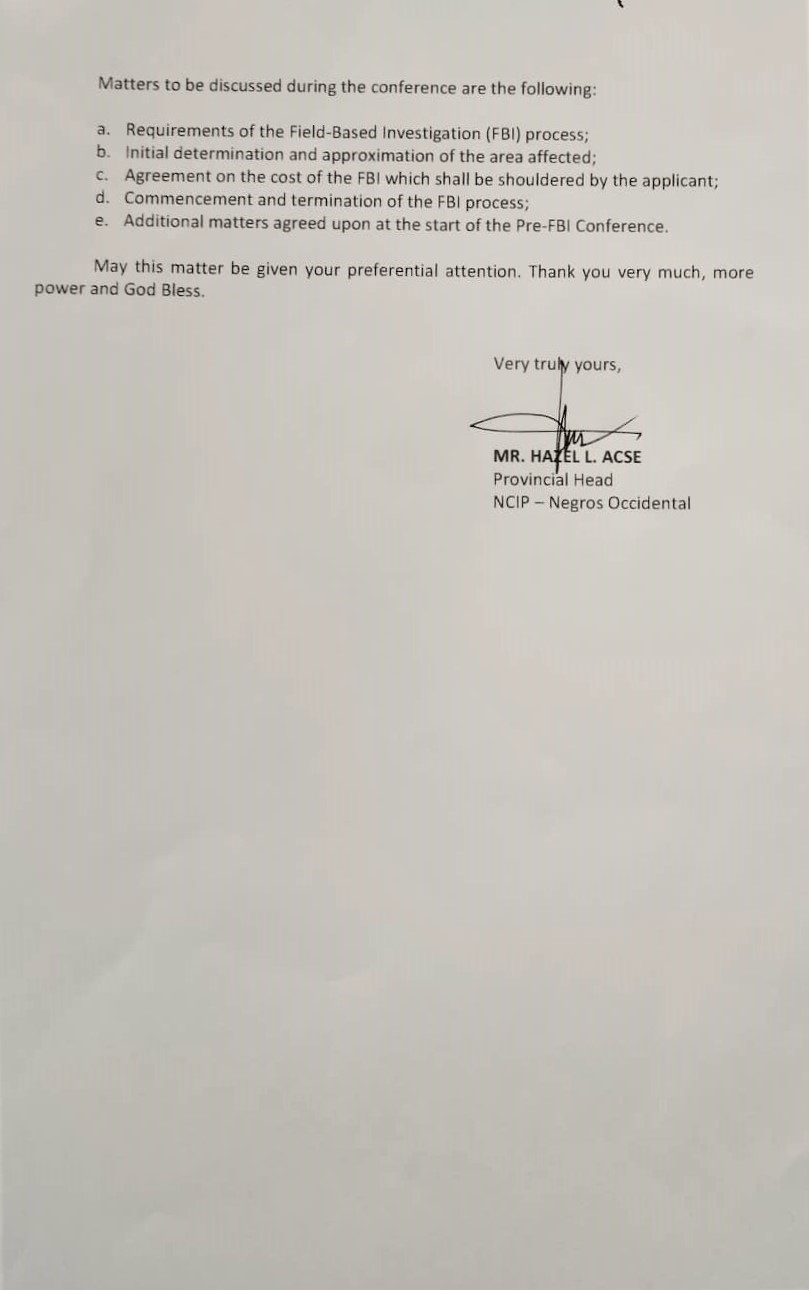 Matters to be discussed during the conference are the following:
a. Requirements of the Field-Based Investigation (FBI) process;
b. Initial determination and approximation of the area affected;
c. Agreement on the cost of the FBI which shall be shouldered by the applicant;
d. Commencement and termination of the FBI process;
e. Additional matters agreed upon at the start of the Pre-FBI Conference.
May this matter be given your preferential attention. Thank you very much, more
power and God Bless.
Very truly yours,
MR. HAZEL L. ACSE
Provincial Head
NCIP – Negros Occidental